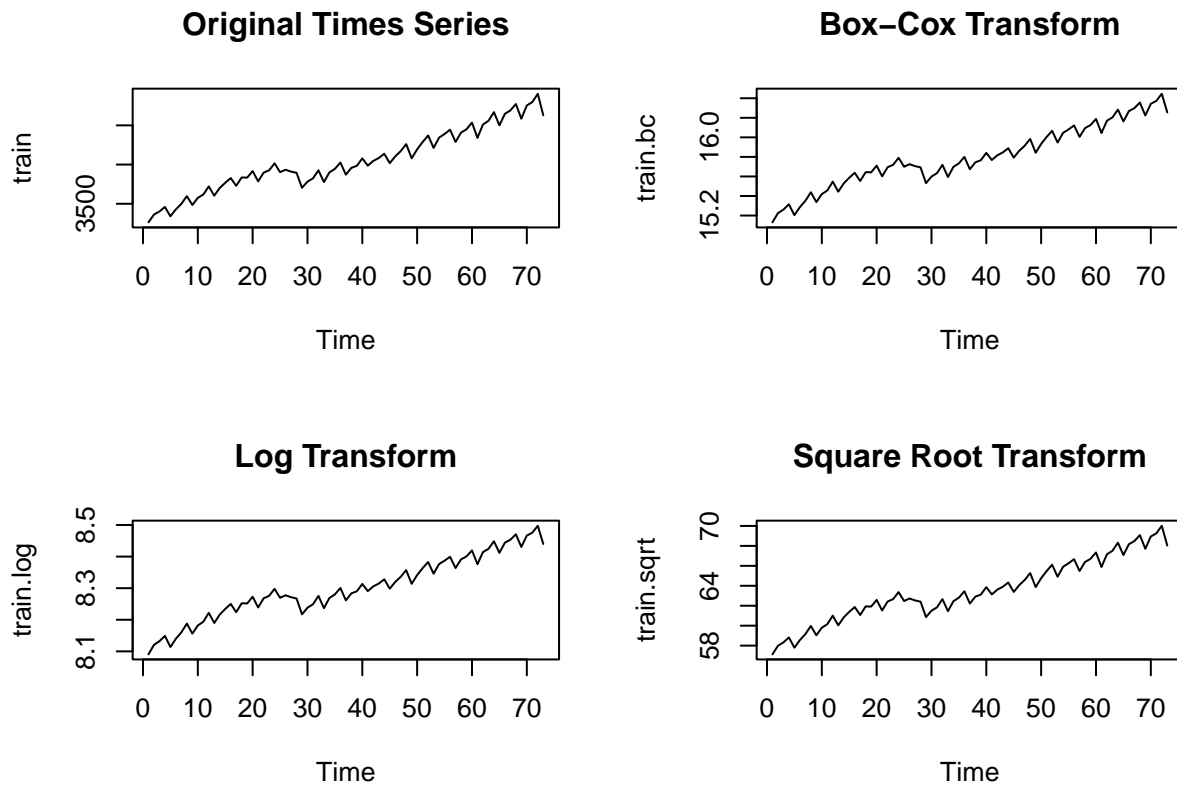 Original Times Series
train
3500
0 10 20 30 40 50 60 70
Time
Box−Cox Transform
train.bc
15.2 16.0
0 10 20 30 40 50 60 70
Time
Log Transform
train.log
8.1 8.3 8.5
0 10 20 30 40 50 60 70
Time
Square Root Transform
train.sqrt
58 64 70
0 10 20 30 40 50 60 70
Time